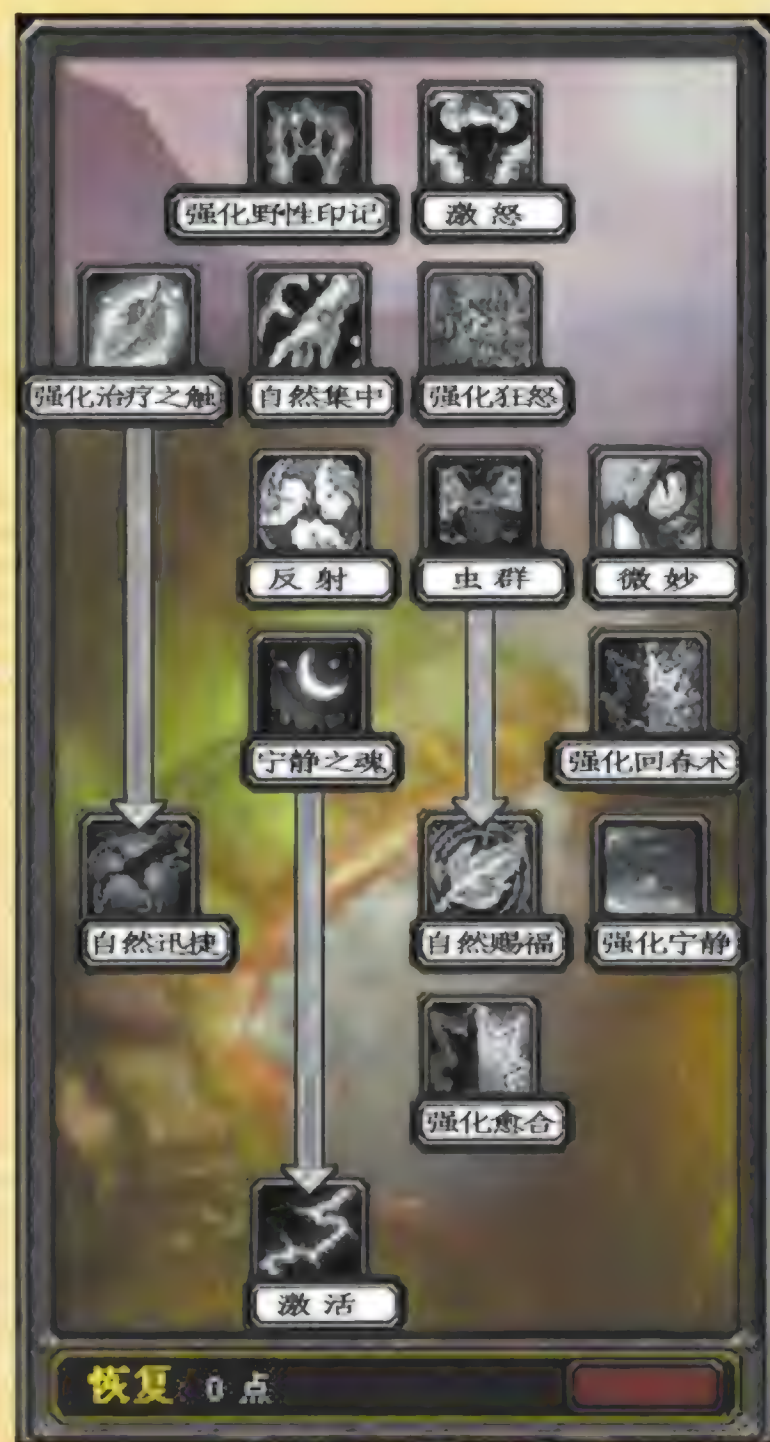 强化野性印记
激怒
强化治疗之触
自然集中
强化狂怒
反射
虫群
微妙
宁静之魂
强化回春术
自然迅捷
自然赐福
强化宁静
强化愈合
激活
恢复 0 点